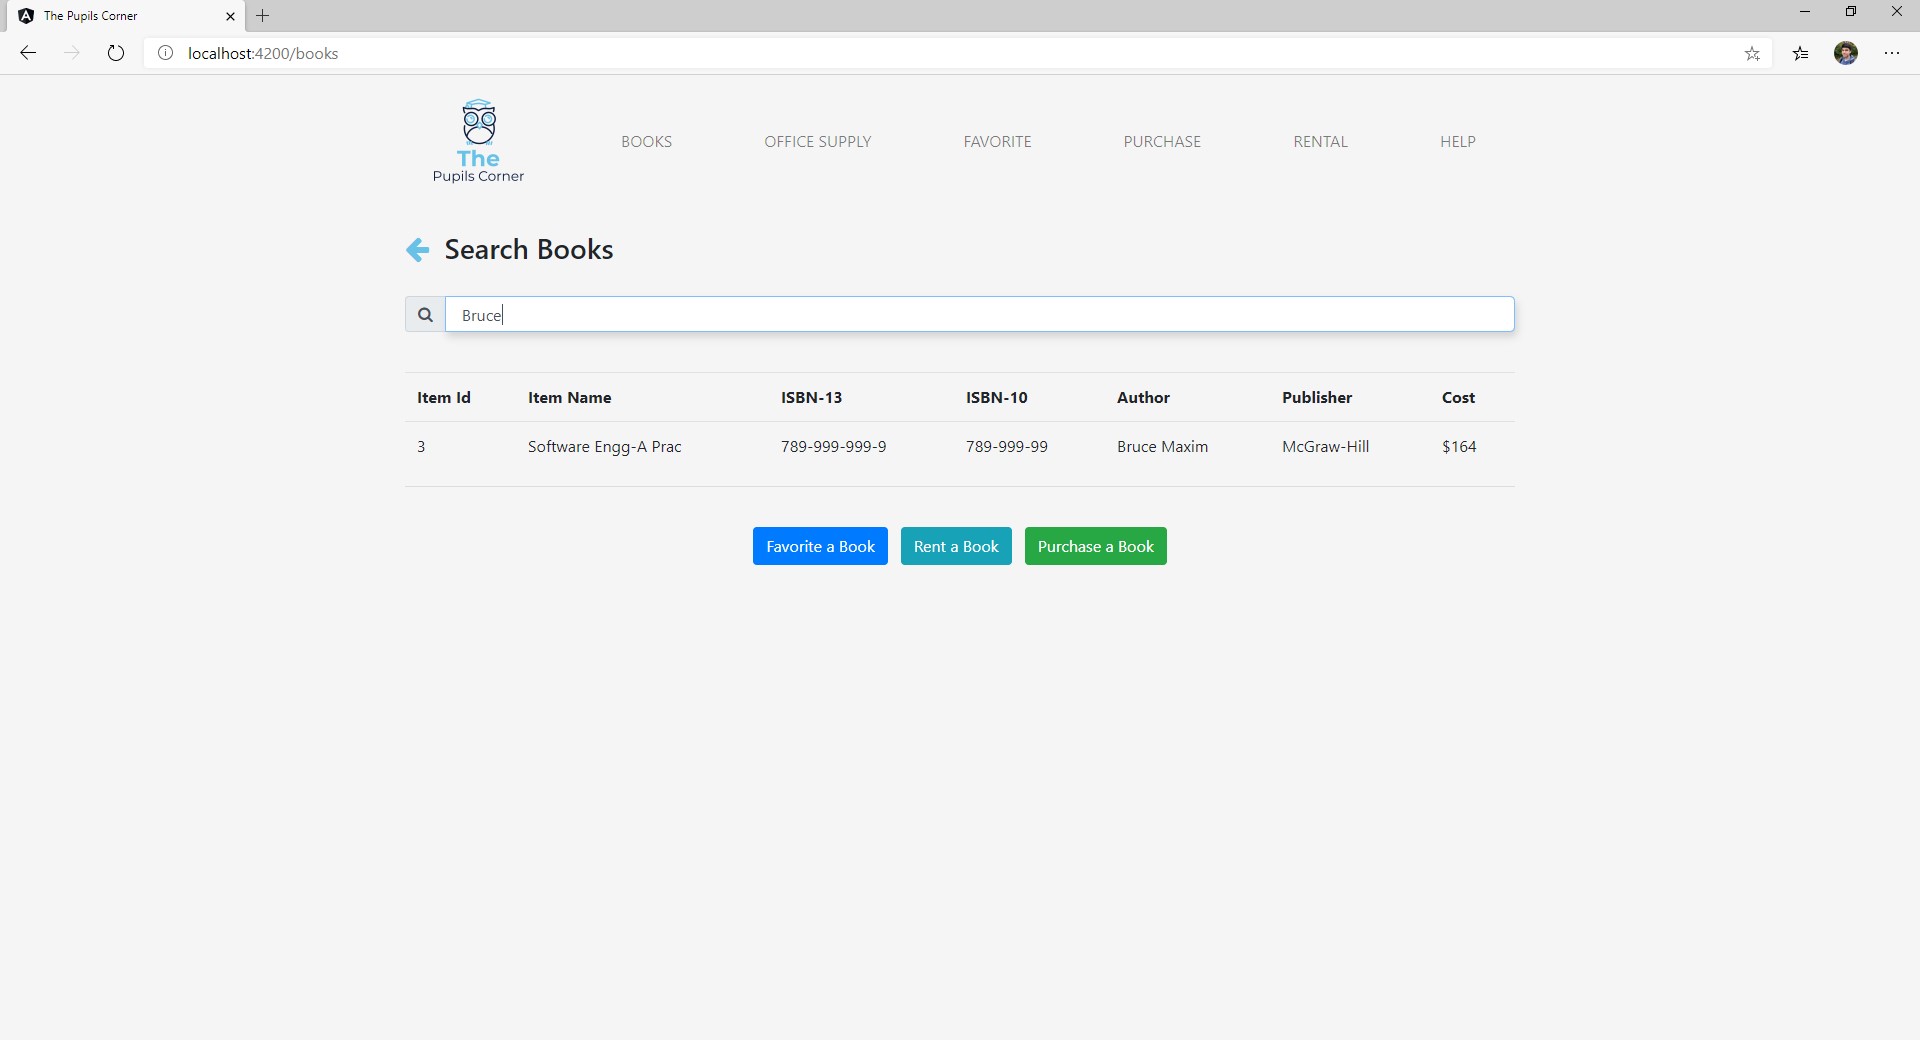 The Pupils Corner
localhost:4200/books
The
Pupils Corner
BOOKS OFFICE SUPPLY FAVORITE PURCHASE RENTAL HELP
Search Books
Bruce
Item Id Item Name ISBN-13 ISBN-10 Author Publisher Cost
3 Software Engg-A Prac 789-999-999-9 789-999-99 Bruce Maxim McGraw-Hill $164
Favorite a Book Rent a Book Purchase a Book